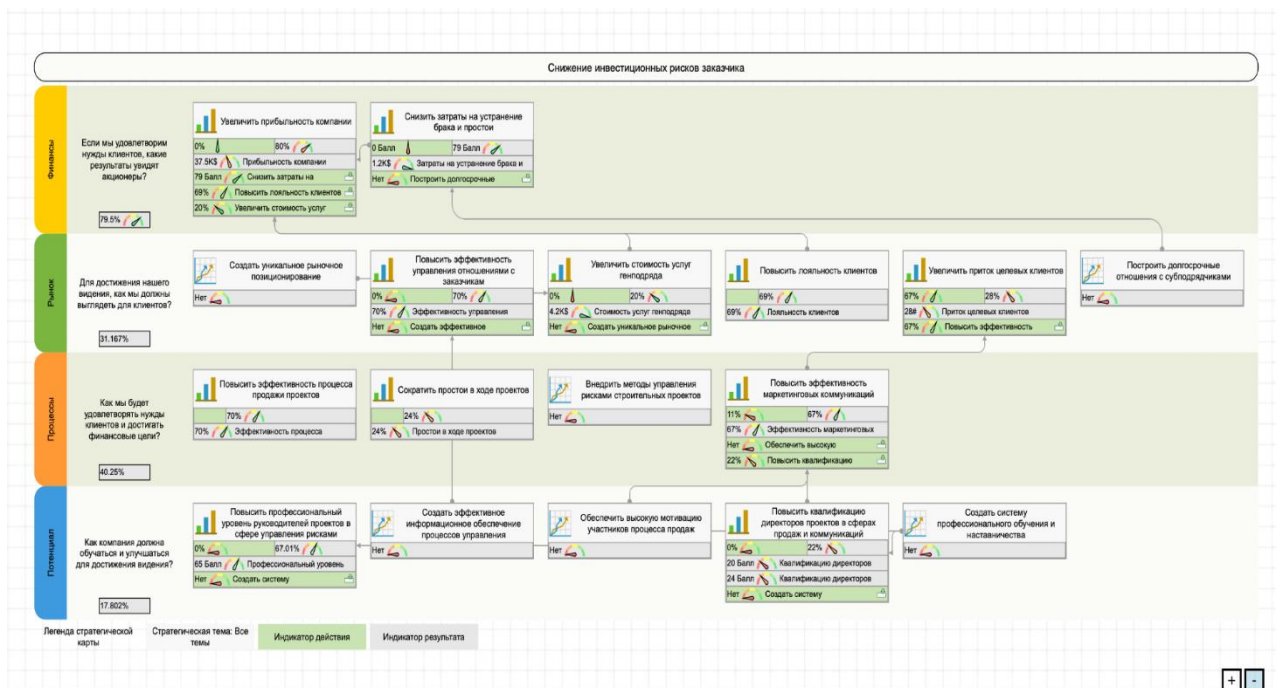 Снижение инвестиционных рисков заказчика
Финансы
Если мы удовлетворим
нужды клиентов, какие
результаты увидят
акционеры?
79.5%
Увеличить прибыльность компании
0% 80%
37.5K$ Прибыльность компании
79 Балл Снизить затраты на
69% Повысить лояльность клиентов
20% Увеличить стоимость услуг
Снизить затраты на устранение
брака и простои
0 Балл 79 Балл
1.2K$ Затраты на устранение брака и
Нет Построить долгосрочные
Рынок
Для достижения нашего
видения, как мы должны
выглядеть для клиентов?
31.167%
Создать уникальное рыночное
позиционирование
Нет
Повысить эффективность
управления отношениями с
заказчикам
0% 70%
70% Эффективность управления
Нет Создать эффективное
Увеличить стоимость услуг
генподряда
0% 20%
4.2K$ Стоимость услуг генподряда
Нет Создать уникальное рыночное
Повысить лояльность клиентов
69%
69% Лояльность клиентов
Увеличить приток целевых клиентов
67% 28%
28# Приток целевых клиентов
67% Повысить эффективность
Построить долгосрочные
отношения с субподрядчиками
Нет
Процессы
Как мы будет
удовлетворять нужды
клиентов и достигать
финансовые цели?
40.25%
Повысить эффективность процесса
продажи проектов
70%
70% Эффективность процесса
Сократить простои в ходе проектов
24%
24% Простои в ходе проектов
Внедрить методы управления
рисками строительных проектов
Нет
Повысить эффективность
маркетинговых коммуникаций
11% 67%
67% Эффективность маркетинговых
Нет Обеспечить высокую
22% Повысить квалификацию
Потенциал
Как компания должна
обучаться и улучшаться
для достижения видения?
17.802%
Повысить профессиональный
уровень руководителей проектов в
сфере управления рисками
0% 67.01%
65 Балл Профессиональный уровень
Нет Создать систему
Создать эффективное
информационное обеспечение
процессов управления
Нет
Обеспечить высокую мотивацию
участников процесса продаж
Нет
Повысить квалификацию
директоров проектов в сферах
продаж и коммуникаций
0% 22%
20 Балл Квалификацию директоров
24 Балл Квалификацию директоров
Нет Создать систему
Создать систему
профессионального обучения и
наставничества
Нет
Легенда стратегической
карты
Стратегическая тема: Все
темы
Индикатор действия
Индикатор результата
+ -